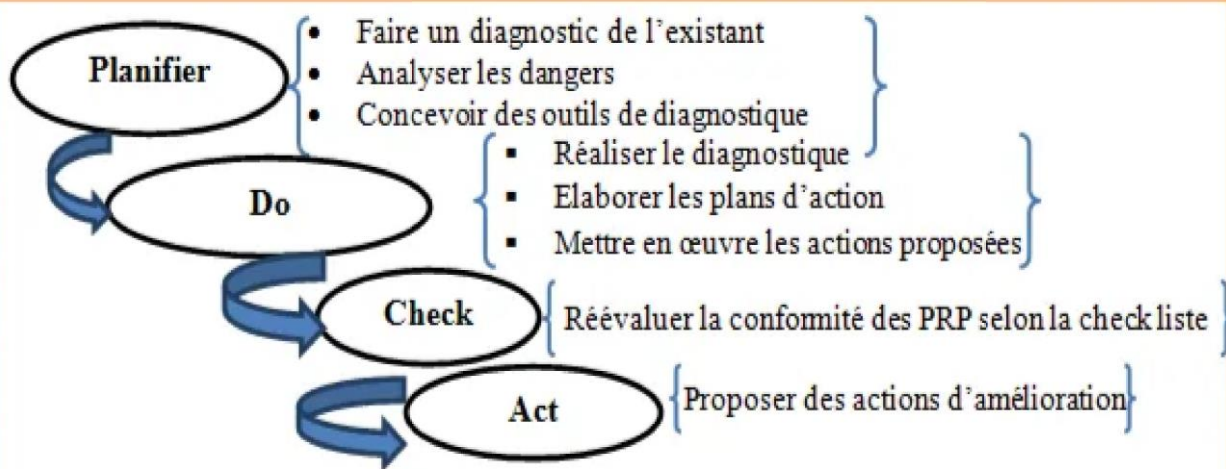 Planifier
• Faire un diagnostic de l'existant
• Analyser les dangers
• Concevoir des outils de diagnostique
Do
▪ Réaliser le diagnostique
▪ Elaborer les plans d'action
▪ Mettre en œuvre les actions proposées
Check
Réévaluer la conformité des PRP selon la check liste
Act
Proposer des actions d'amélioration